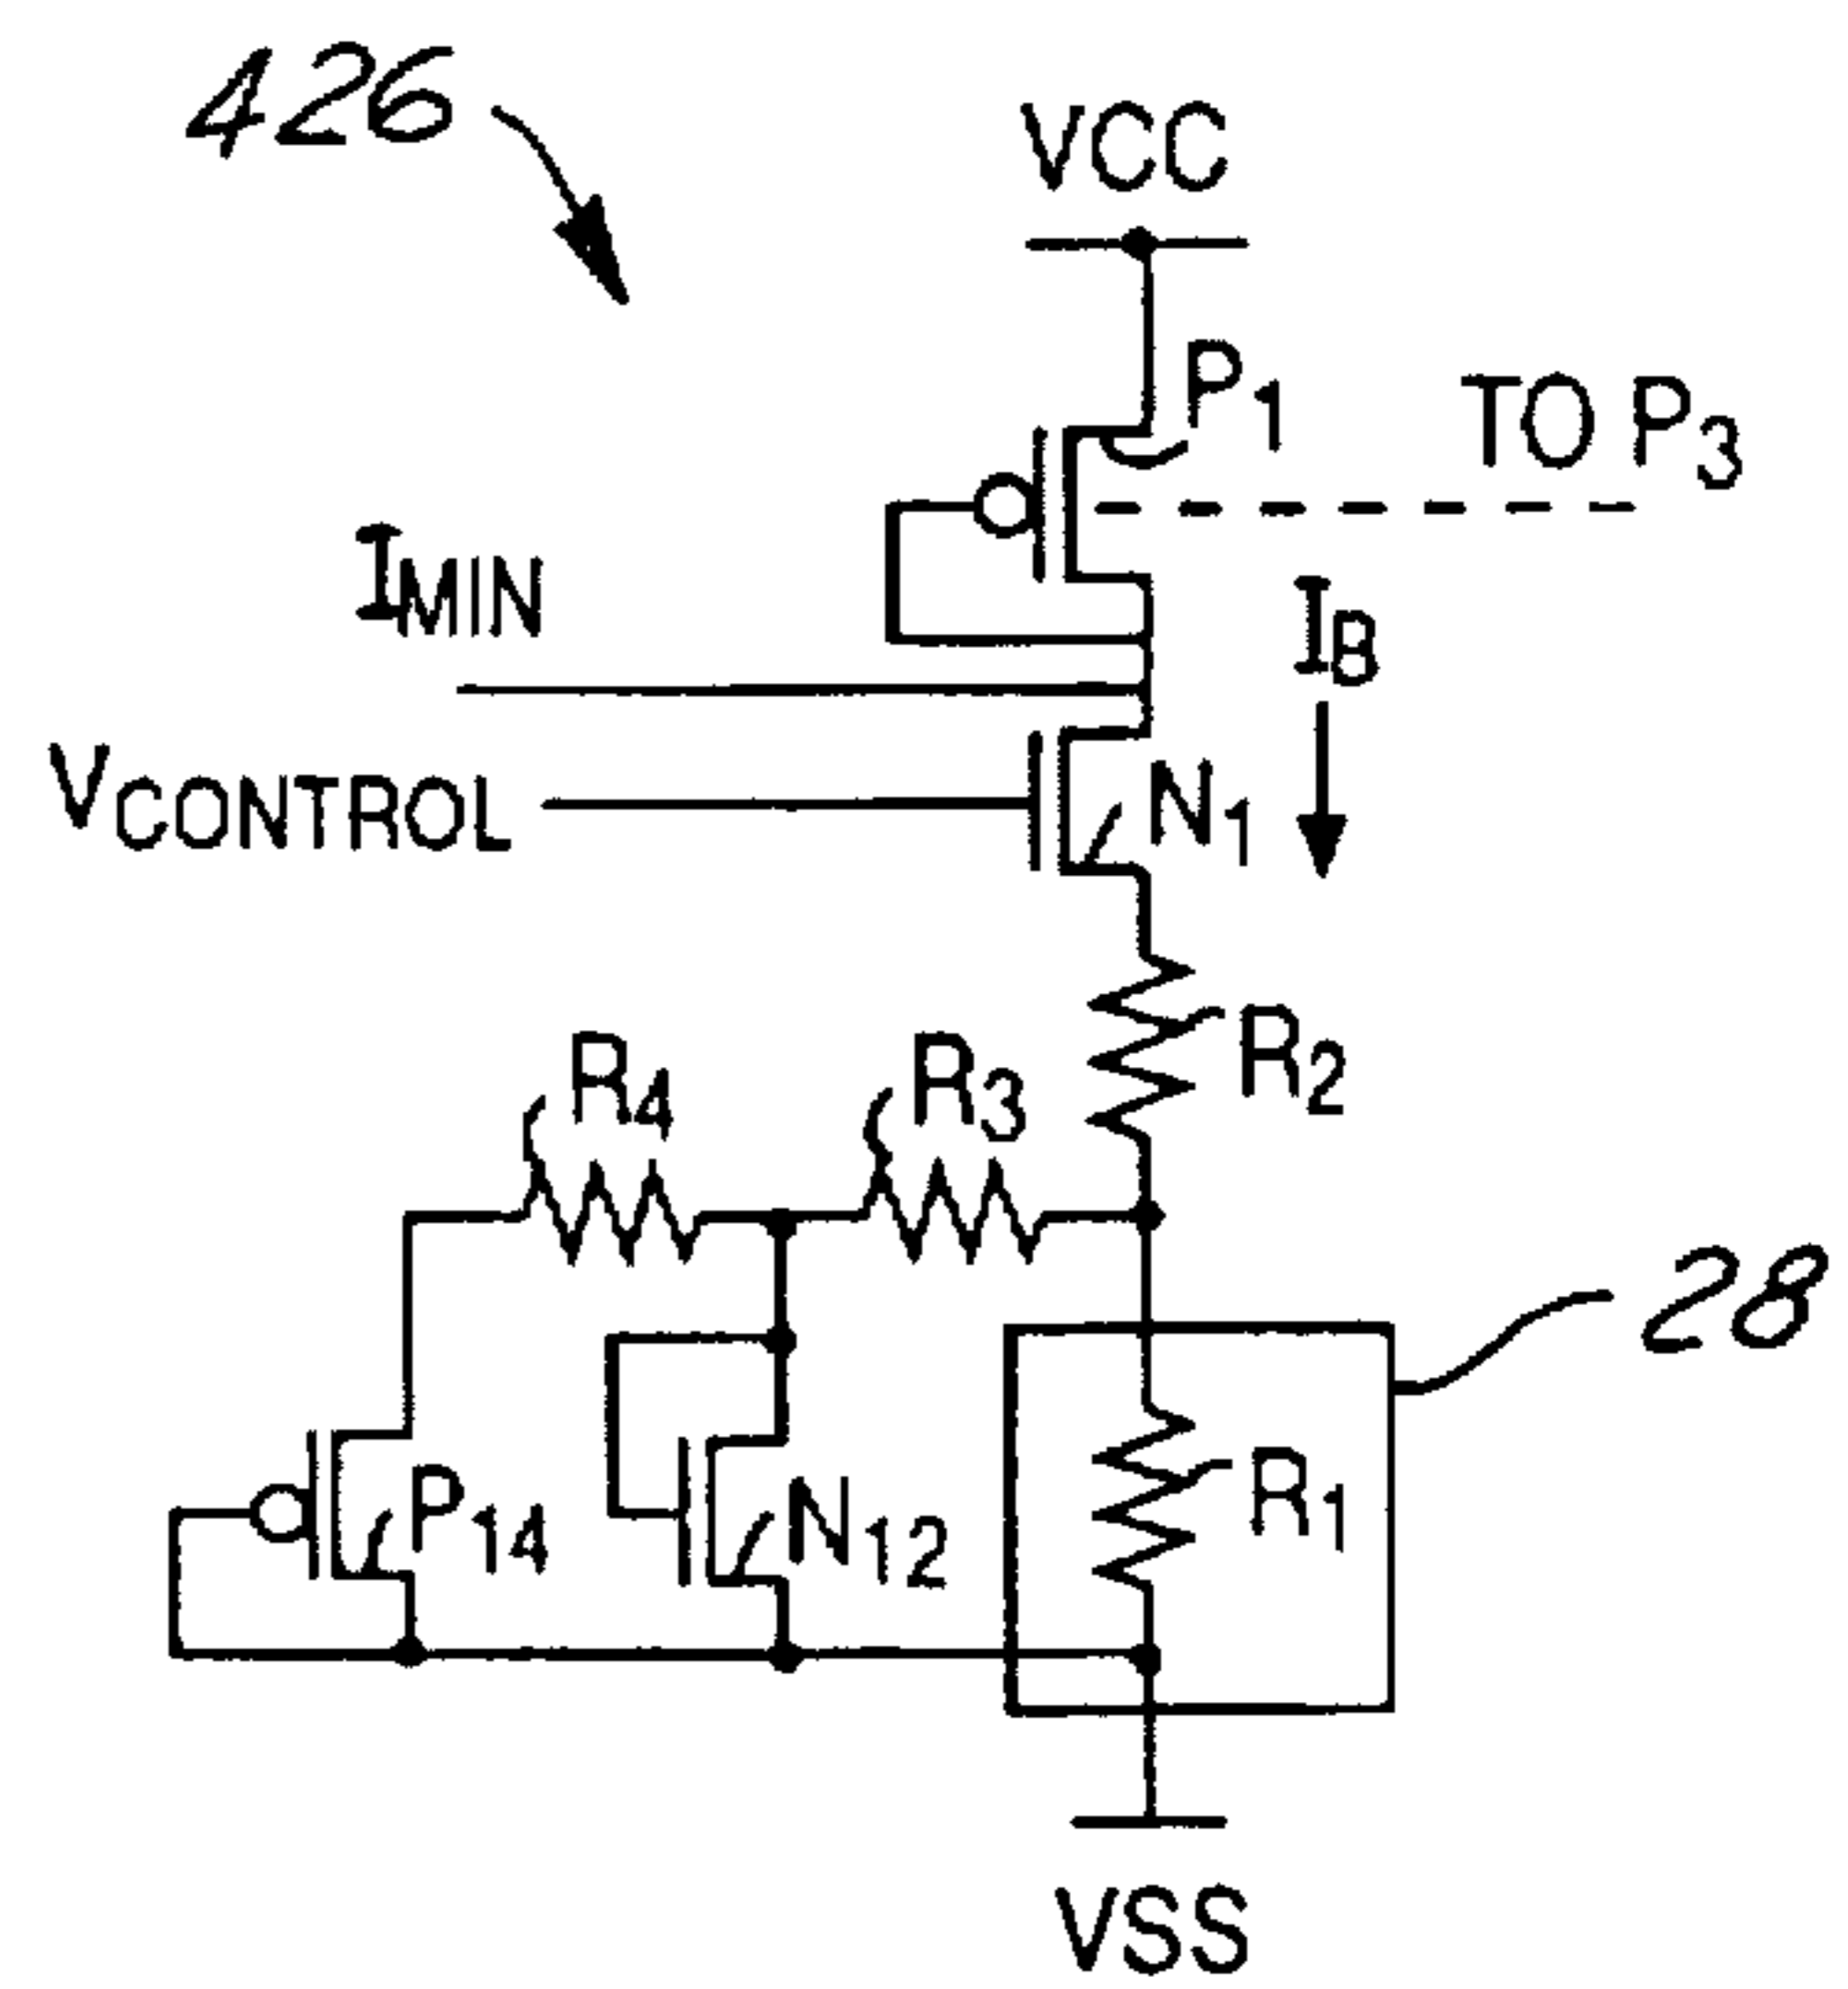 426
VCC
P1
TO P3
IMIN
IB
VCONTROL
N1
R2
R4
R3
28
P14
N12
R1
VSS